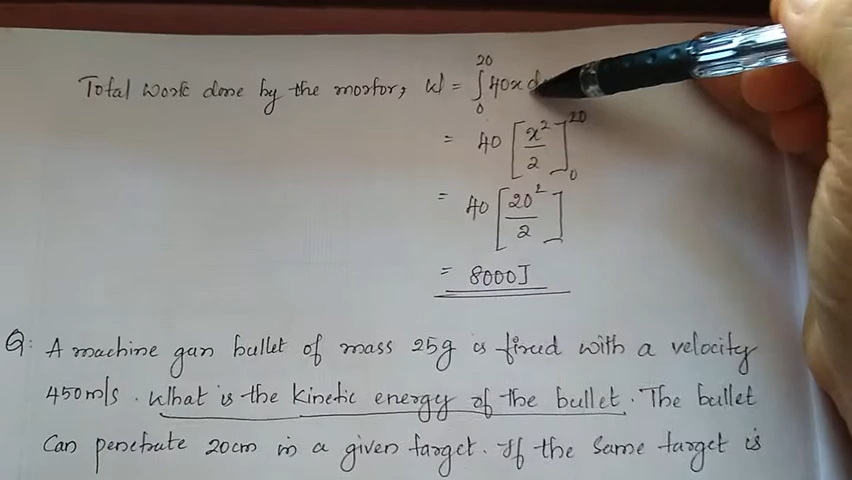 Total work done by the mortor, W = ∫₀²⁰ 40x d
= 40 [x²/2]₀²⁰
= 40 [20²/2]
= 8000J
Q: A machine gun bullet of mass 25g is fired with a velocity
450m/s. What is the kinetic energy of the bullet. The bullet
Can penetrate 20cm in a given target. If the same target is